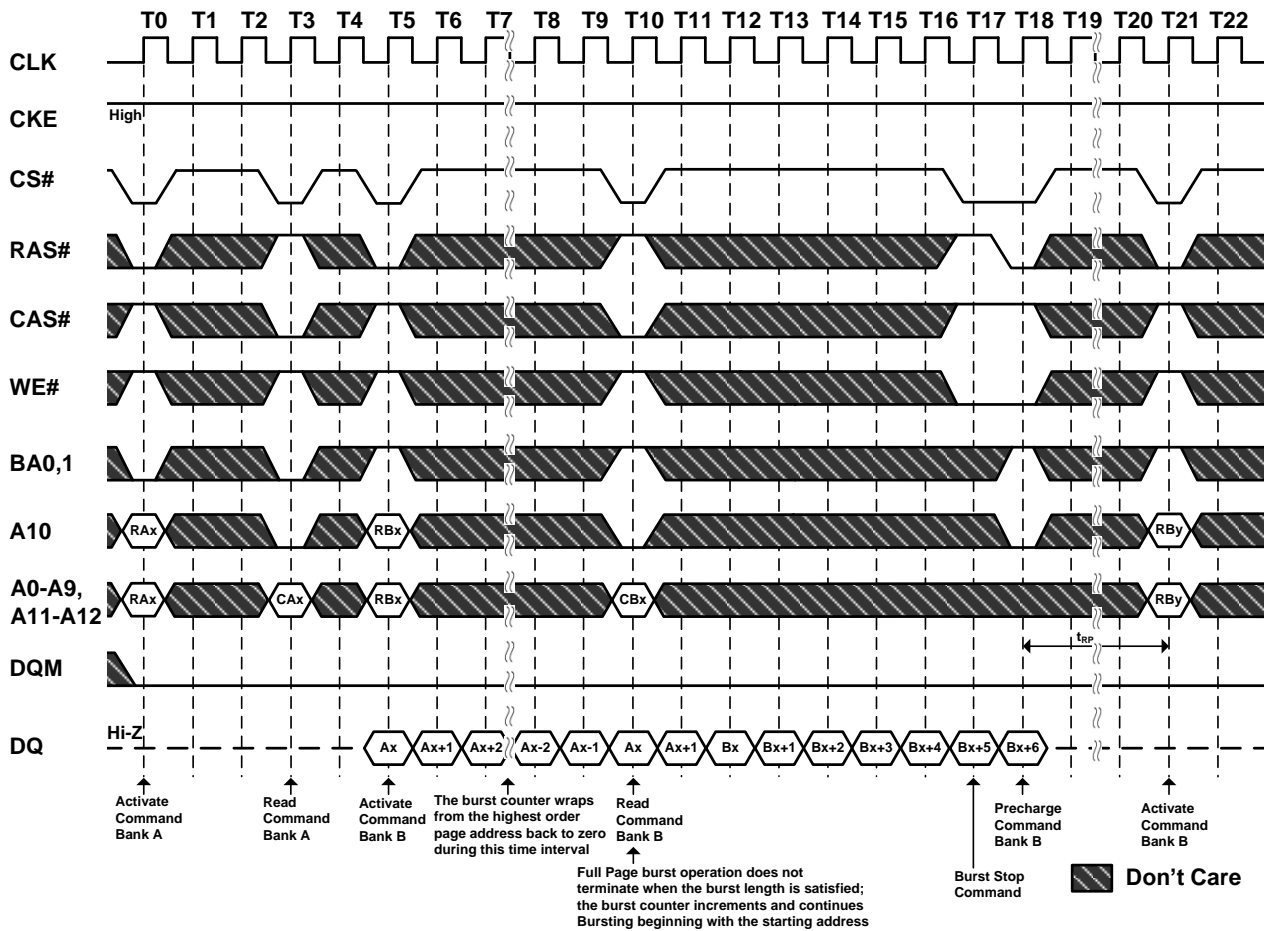 T0 T1 T2 T3 T4 T5 T6 T7 T8 T9 T10 T11 T12 T13 T14 T15 T16 T17 T18 T19 T20 T21 T22
CLK
CKE
High
CS#
RAS#
CAS#
WE#
BA0,1
A10
RAx RBx RBy
A0-A9,
A11-A12
RAx CAx RBx CBx RBy
tRP
DQM
DQ
Hi-Z
Ax Ax+1 Ax+2 Ax-2 Ax-1 Ax Ax+1 Bx Bx+1 Bx+2 Bx+3 Bx+4 Bx+5 Bx+6
Activate
Command
Bank A
Read
Command
Bank A
Activate
Command
Bank B
The burst counter wraps
from the highest order
page address back to zero
during this time interval
Read
Command
Bank B
Full Page burst operation does not
terminate when the burst length is satisfied;
the burst counter increments and continues
Bursting beginning with the starting address
Burst Stop
Command
Precharge
Command
Bank B
Activate
Command
Bank B
Don't Care